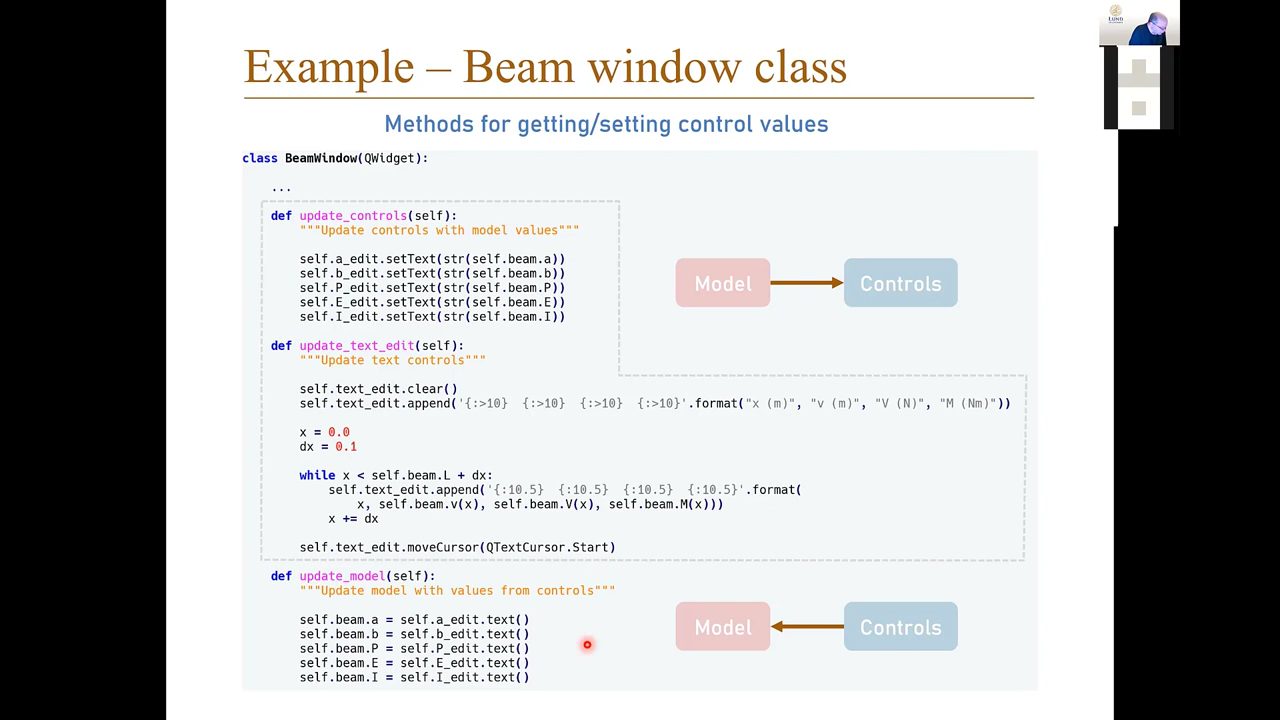 Example – Beam window class
Methods for getting/setting control values
class BeamWindow(QWidget):
...
def update_controls(self):
"""Update controls with model values"""
self.a_edit.setText(str(self.beam.a))
self.b_edit.setText(str(self.beam.b))
self.P_edit.setText(str(self.beam.P))
self.E_edit.setText(str(self.beam.E))
self.I_edit.setText(str(self.beam.I))
Model
Controls
def update_text_edit(self):
"""Update text controls"""
self.text_edit.clear()
self.text_edit.append('{:>10}  {:>10}  {:>10}  {:>10}'.format("x (m)", "v (m)", "V (N)", "M (Nm)"))
x = 0.0
dx = 0.1
while x < self.beam.L + dx:
self.text_edit.append('{:10.5}  {:10.5}  {:10.5}  {:10.5}'.format(
x, self.beam.v(x), self.beam.V(x), self.beam.M(x)))
x += dx
self.text_edit.moveCursor(QTextCursor.Start)
def update_model(self):
"""Update model with values from controls"""
self.beam.a = self.a_edit.text()
self.beam.b = self.b_edit.text()
self.beam.P = self.P_edit.text()
self.beam.E = self.E_edit.text()
self.beam.I = self.I_edit.text()
Model
Controls
LUND